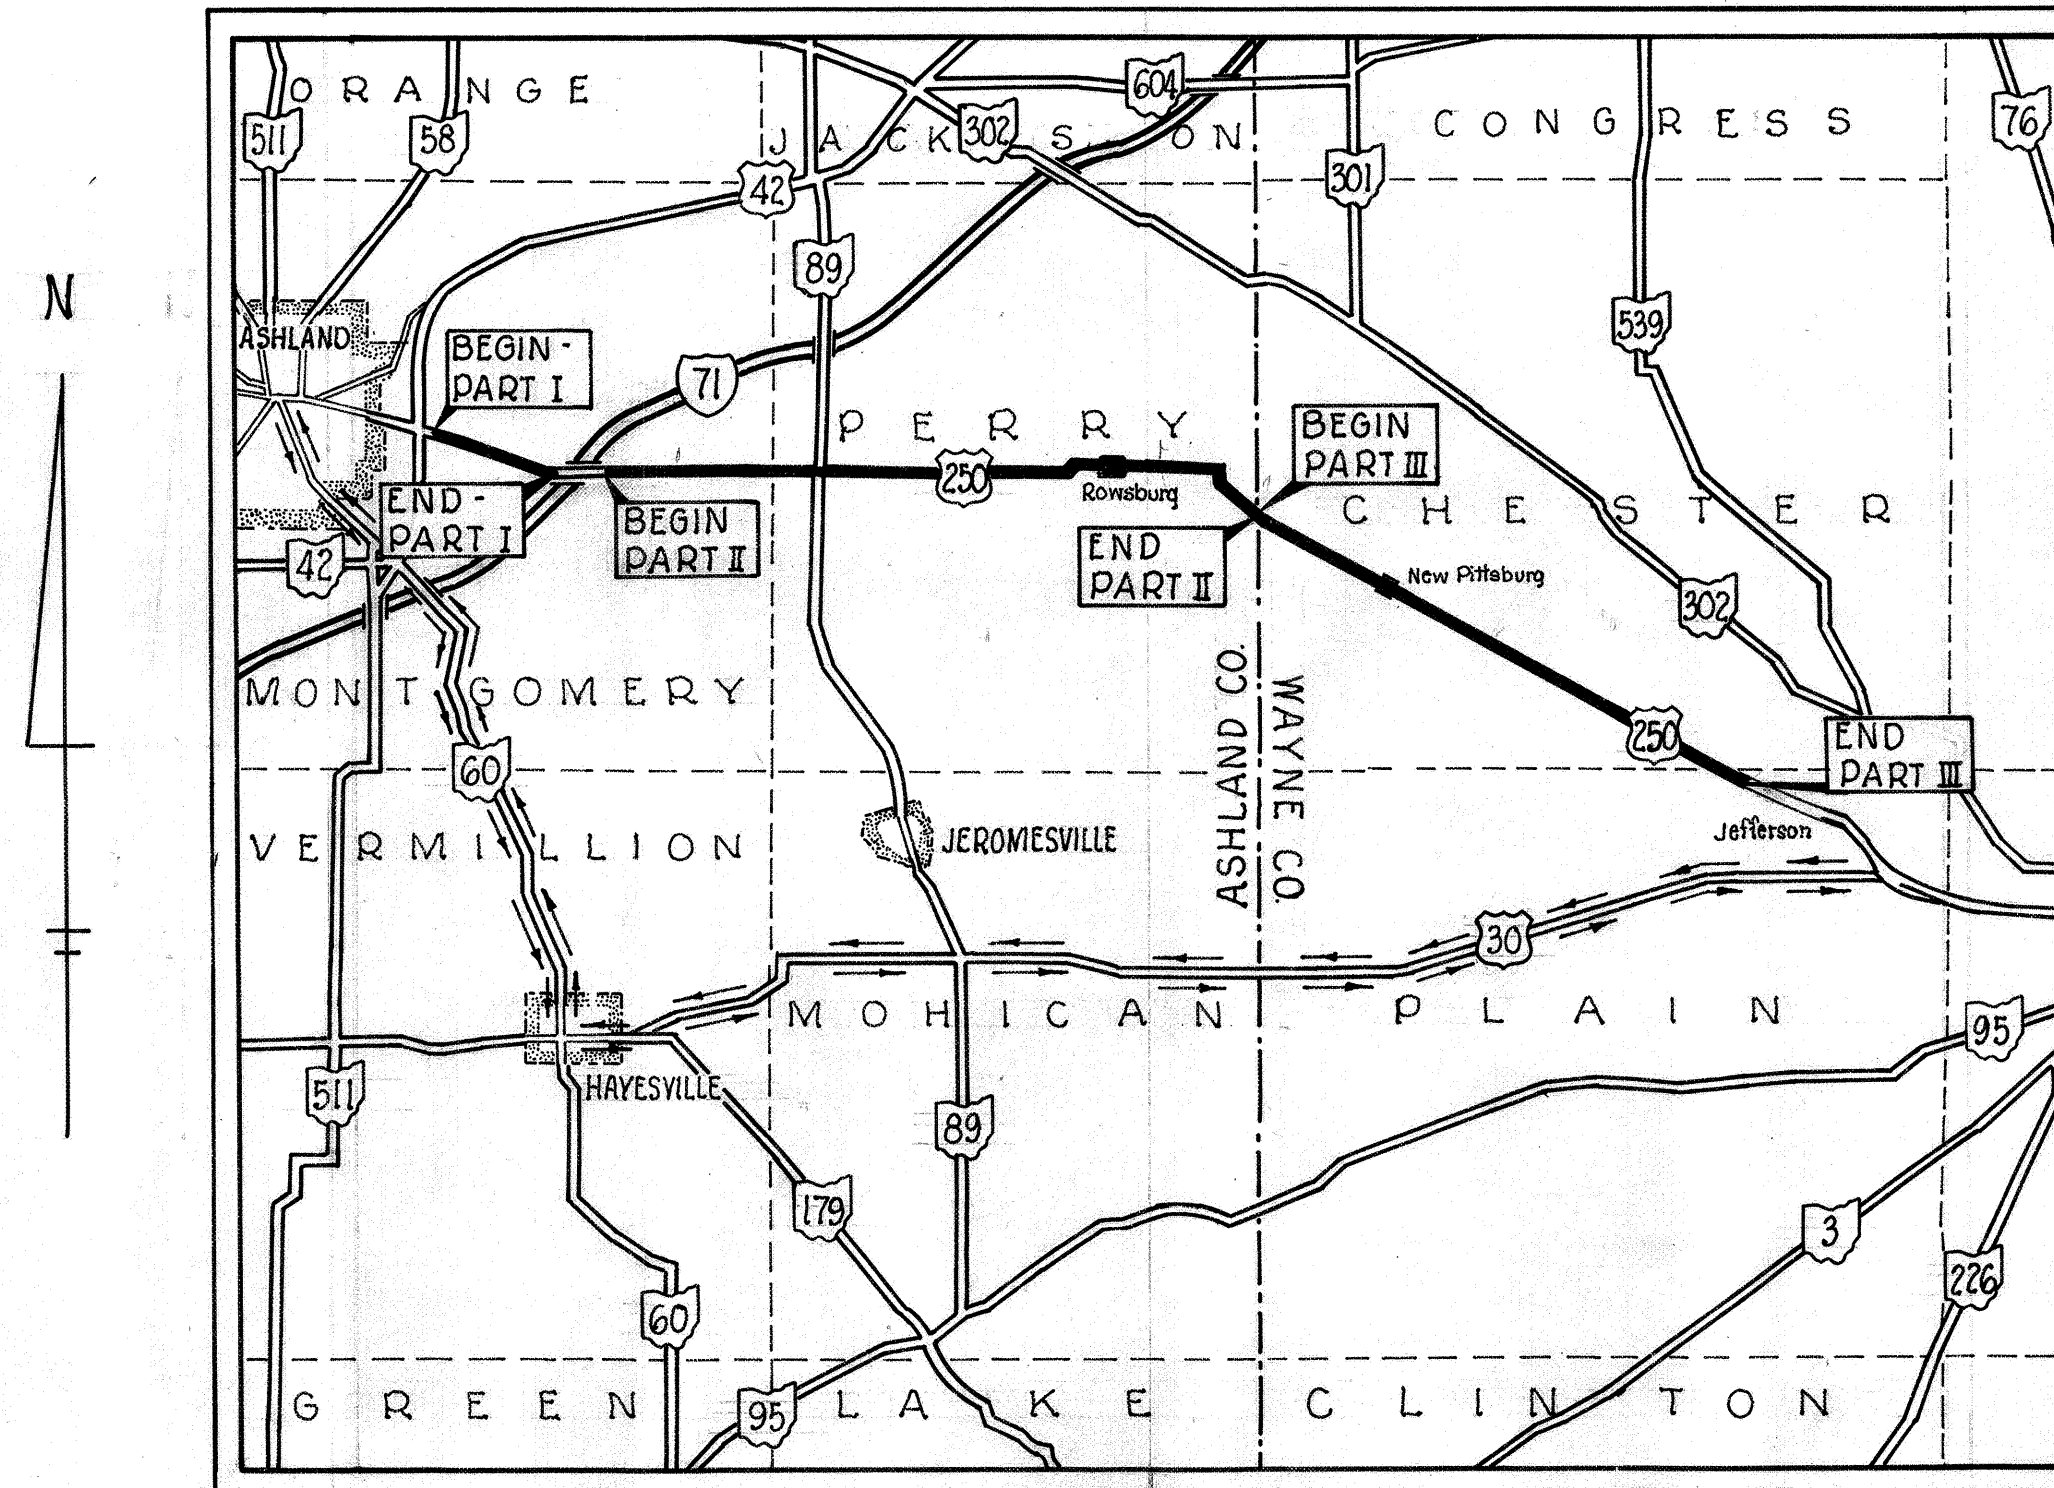 ORANGE
604
511
58
JACKSON
302
CONGRESS
76
42
301
89
N
539
ASHLAND
BEGIN -
PART I
71
PERRY
BEGIN
PART III
250
Rowsburg
END -
PART I
BEGIN
PART II
CHESTER
42
END
PART II
New Pittsburg
302
MONTGOMERY
ASHLAND CO.
WAYNE CO.
250
END
PART III
60
Jefferson
VERMILLION
JEROMESVILLE
30
MOHICAN
PLAIN
95
HAYESVILLE
511
89
179
3
226
60
GREEN
95
LAKE
CLINTON